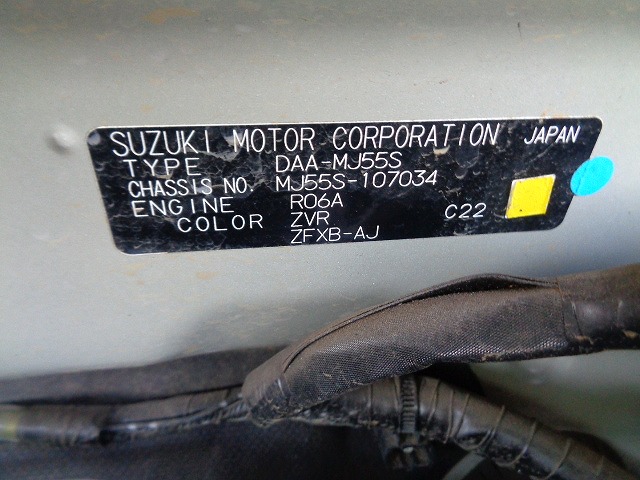 SUZUKI MOTOR CORPORATION JAPAN
TYPE DAA-MJ55S
CHASSIS NO. MJ55S-107034
ENGINE R06A
COLOR ZVR C22
ZFXB-AJ